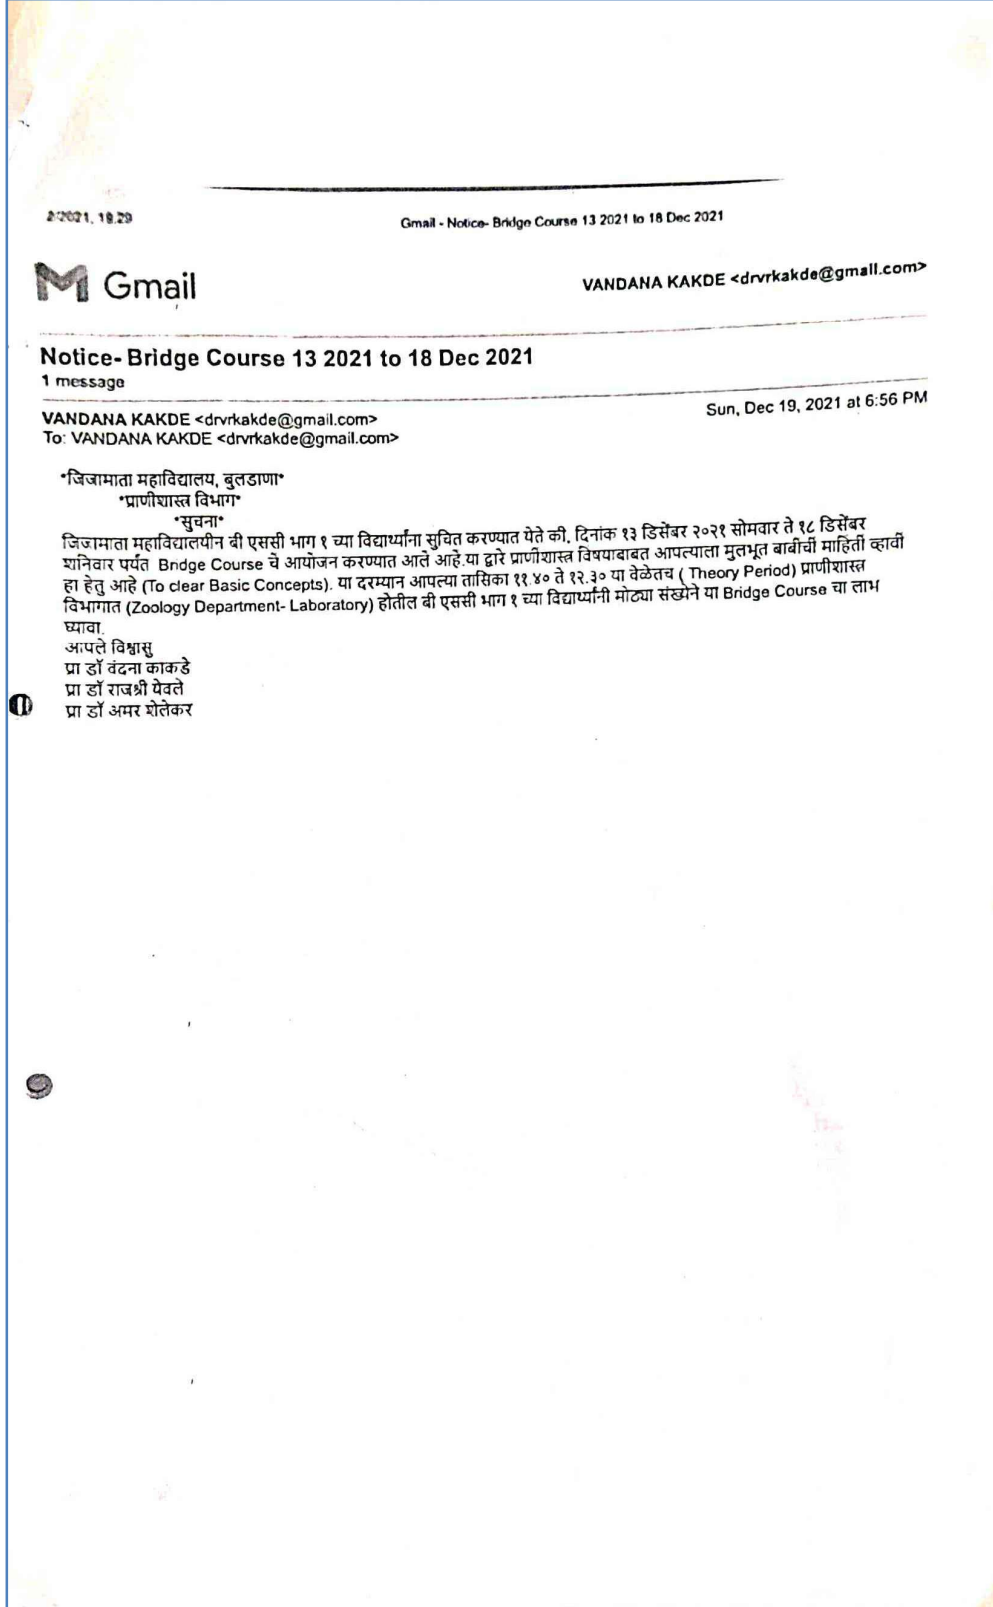 2/2021, 19.29
Gmail - Notice- Bridge Course 13 2021 to 18 Dec 2021
Gmail
VANDANA KAKDE <drvrkakde@gmail.com>
Notice- Bridge Course 13 2021 to 18 Dec 2021
1 message
VANDANA KAKDE <drvrkakde@gmail.com>
Sun, Dec 19, 2021 at 6:56 PM
To: VANDANA KAKDE <drvrkakde@gmail.com>
*जिजामाता महाविद्यालय, बुलडाणा*
*प्राणीशास्त्र विभाग*
*सुचना*
जिजामाता महाविद्यालयीन बी एससी भाग १ च्या विद्यार्थ्यांना सुचित करण्यात येते की. दिनांक १३ डिसेंबर २०२१ सोमवार ते १८ डिसेंबर
शनिवार पर्यंत Bridge Course चे आयोजन करण्यात आले आहे.या द्वारे प्राणीशास्त्र विषयाबाबत आपल्याला मुलभूत बाबींची माहिती व्हावी
हा हेतु आहे (To clear Basic Concepts). या दरम्यान आपल्या तासिका ११.४० ते १२.३० या वेळेतच ( Theory Period) प्राणीशास्त्र
विभागात (Zoology Department- Laboratory) होतील बी एससी भाग १ च्या विद्यार्थ्यांनी मोठ्या संख्येने या Bridge Course चा लाभ
घ्यावा.
आपले विश्वासु
प्रा डॉ वंदना काकडे
प्रा डॉ राजश्री येवले
प्रा डॉ अमर शेलेकर